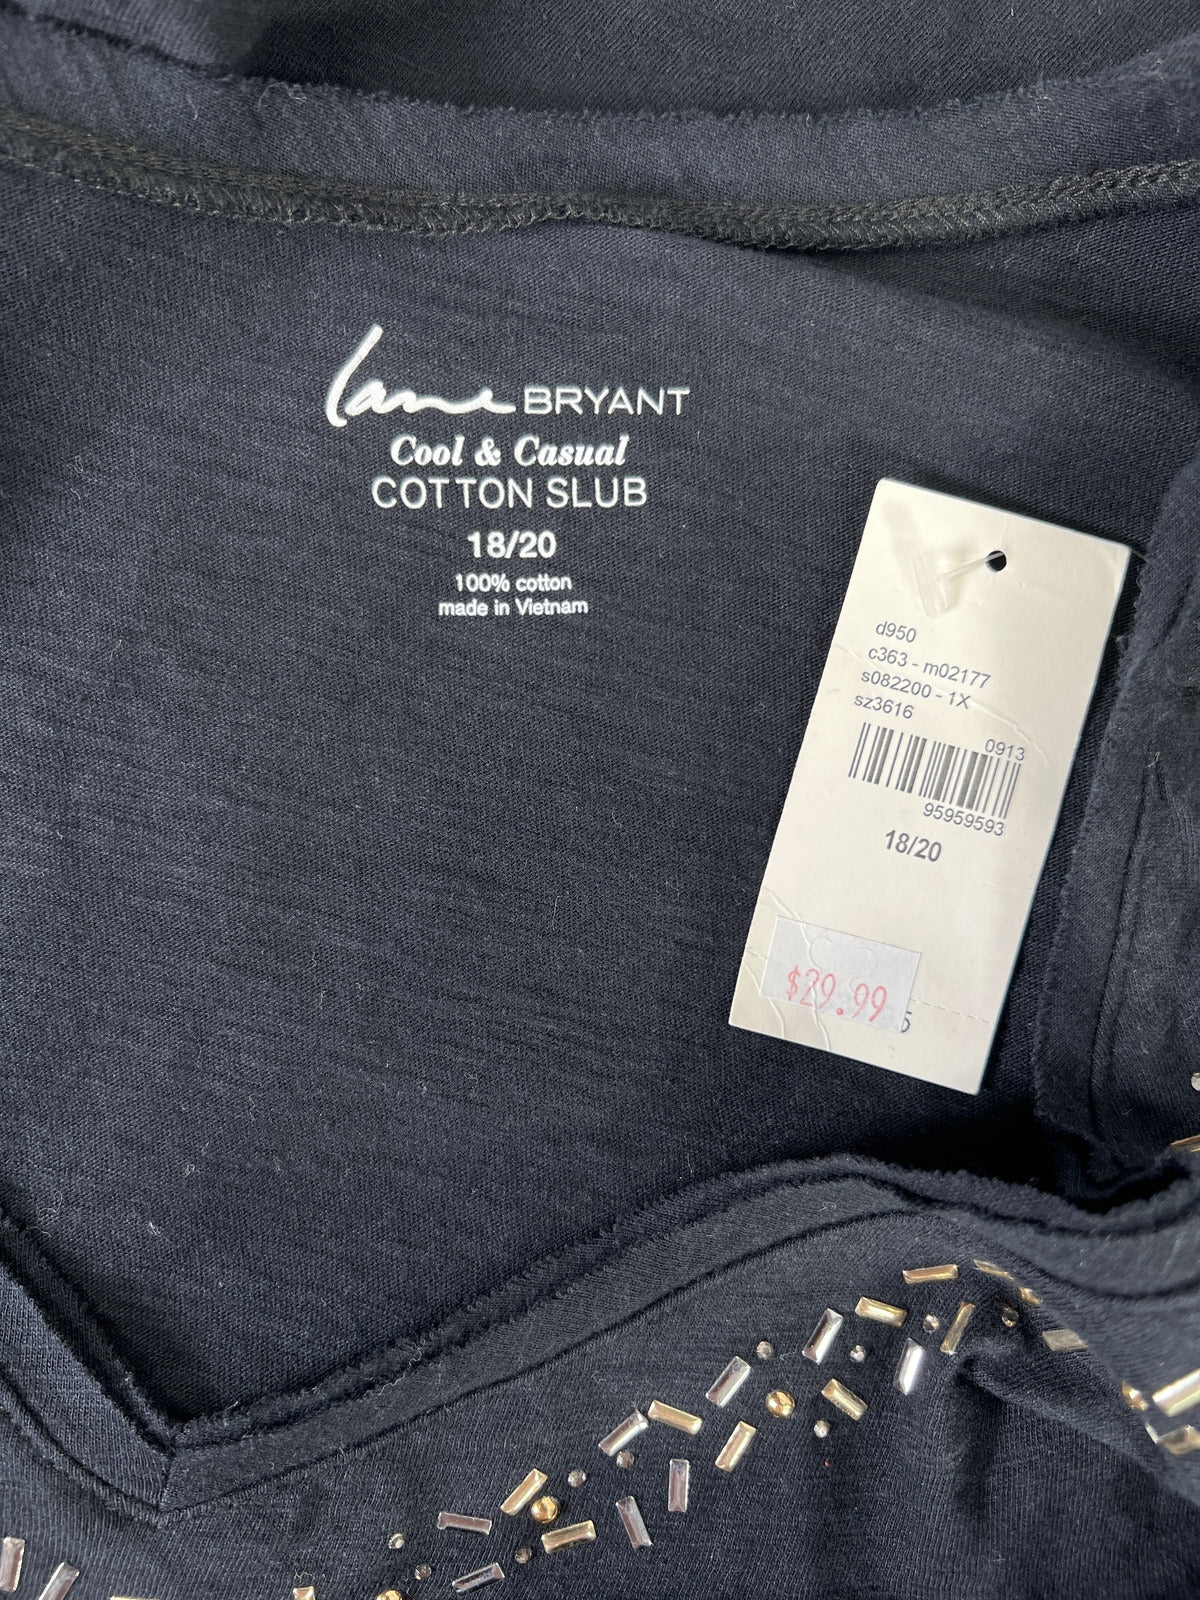 Lane BRYANT
Cool & Casual
COTTON SLUB
18/20
100% cotton
made in Vietnam
d950
c363 - m02177
s082200 - 1X
sz3616
0913
95959593
18/20
$29.99
5